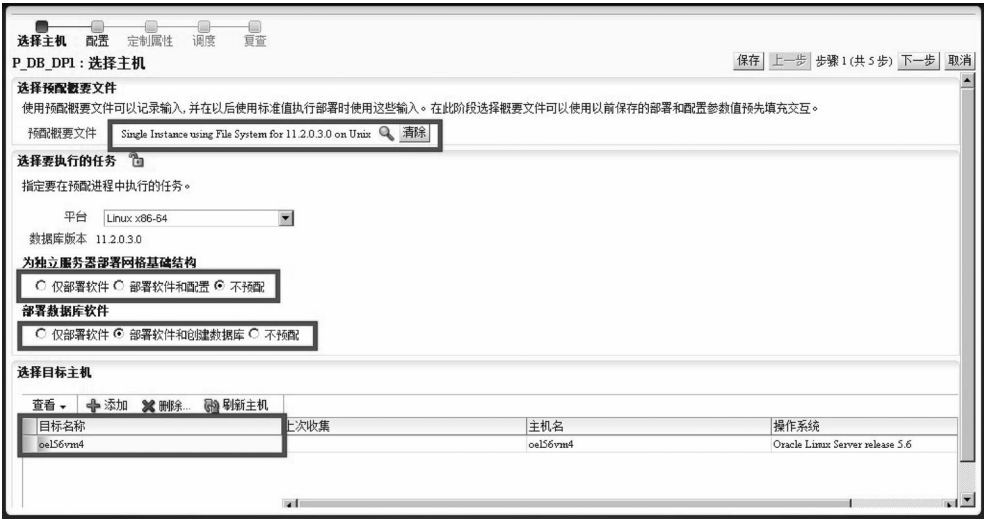 选择主机 配置 定制属性 调度 复查
P_DB_DP1 : 选择主机 保存 上一步 步骤 1 (共 5 步) 下一步 取消
选择预配概要文件
使用预配概要文件可以记录输入, 并在以后使用标准值执行部署时使用这些输入。在此阶段选择概要文件可以使用以前保存的部署和配置参数值预先填充交互。
预配概要文件 Single Instance using File System for 11.2.0.3.0 on Unix 清除
选择要执行的任务
指定要在预配进程中执行的任务。
平台 Linux x86-64
数据库版本 11.2.0.3.0
为独立服务器部署网格基础结构
仅部署软件 部署软件和配置 不预配
部署数据库软件
仅部署软件 部署软件和创建数据库 不预配
选择目标主机
查看 添加 删除... 刷新主机
目标名称 上次收集 主机名 操作系统
oel56vm4 oel56vm4 Oracle Linux Server release 5.6